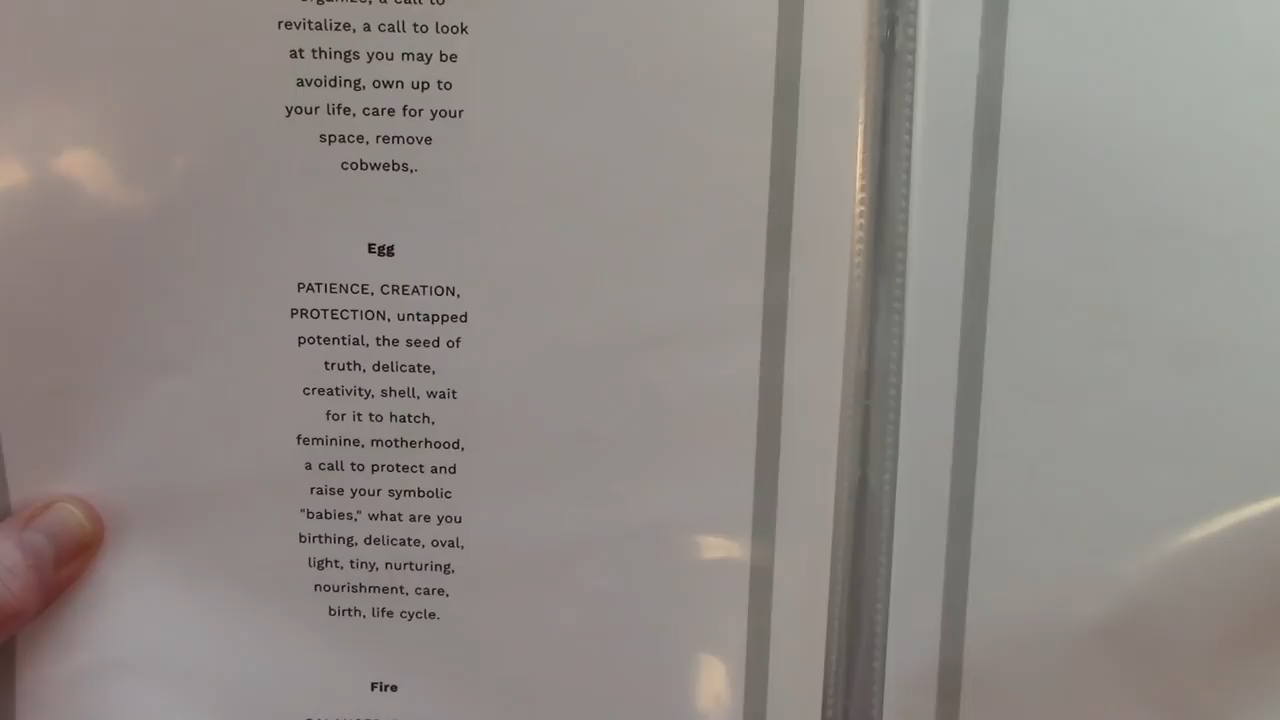 revitalize, a call to look
at things you may be
avoiding, own up to
your life, care for your
space, remove
cobwebs,.
Egg
PATIENCE, CREATION,
PROTECTION, untapped
potential, the seed of
truth, delicate,
creativity, shell, wait
for it to hatch,
feminine, motherhood,
a call to protect and
raise your symbolic
"babies," what are you
birthing, delicate, oval,
light, tiny, nurturing,
nourishment, care,
birth, life cycle.
Fire